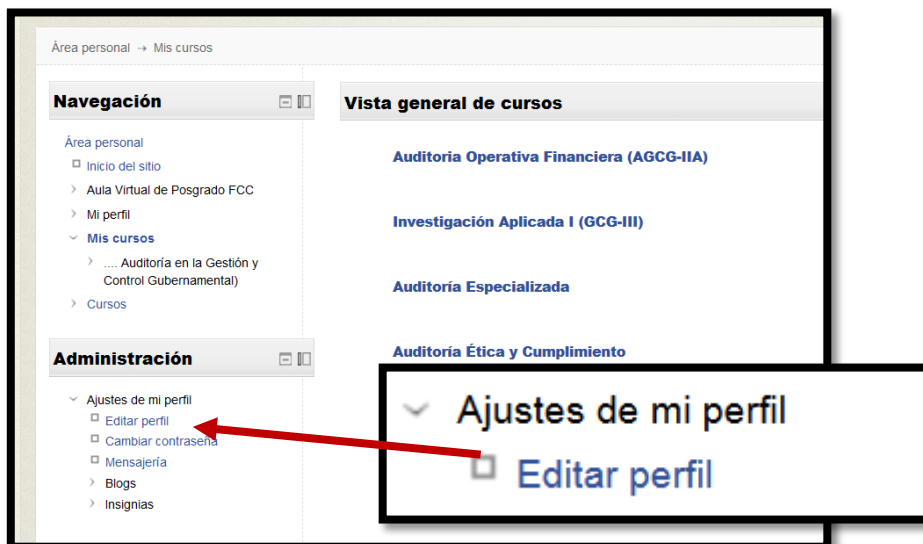 Área personal → Mis cursos
Navegación
Área personal
Inicio del sitio
Aula Virtual de Posgrado FCC
Mi perfil
Mis cursos
.... Auditoría en la Gestión y
Control Gubernamental)
Cursos
Administración
Ajustes de mi perfil
Editar perfil
Cambiar contraseña
Mensajería
Blogs
Insignias
Vista general de cursos
Auditoria Operativa Financiera (AGCG-IIA)
Investigación Aplicada I (GCG-III)
Auditoría Especializada
Auditoría Ética y Cumplimiento
Ajustes de mi perfil
Editar perfil